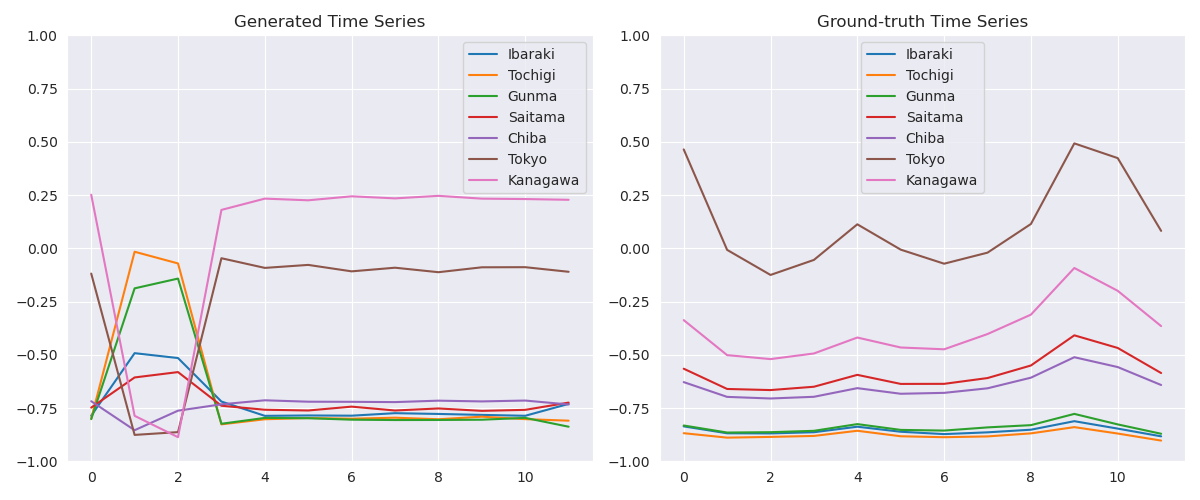 Generated Time Series
1.00
0.75
0.50
0.25
0.00
−0.25
−0.50
−0.75
−1.00
0 2 4 6 8 10
Ibaraki
Tochigi
Gunma
Saitama
Chiba
Tokyo
Kanagawa
Ground-truth Time Series
1.00
0.75
0.50
0.25
0.00
−0.25
−0.50
−0.75
−1.00
0 2 4 6 8 10
Ibaraki
Tochigi
Gunma
Saitama
Chiba
Tokyo
Kanagawa